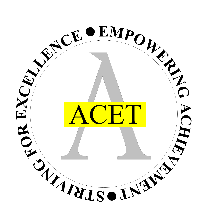 STRIVING FOR EXCELLENCE ● EMPOWERING ACHIEVEMENT ●
A
ACET